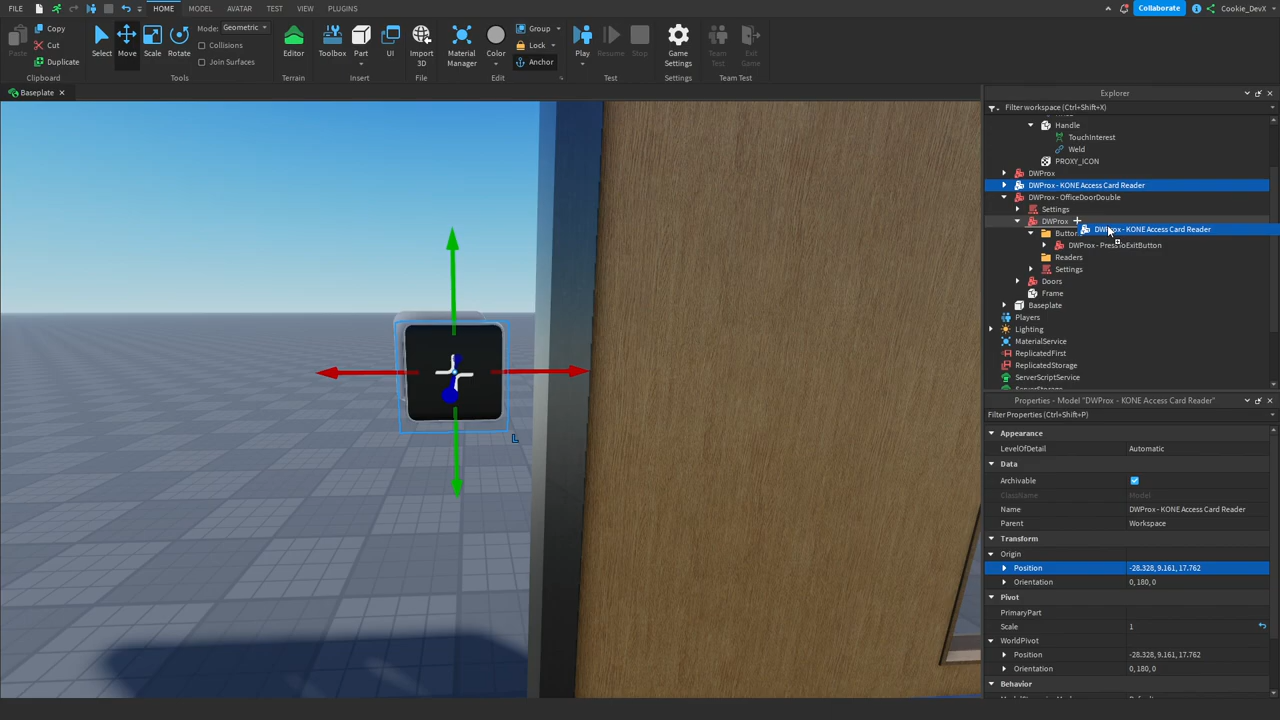 FILE HOME MODEL AVATAR TEST VIEW PLUGINS Collaborate Cookie_DevX
Paste Copy Cut Duplicate Select Move Scale Rotate Mode: Geometric Collisions Join Surfaces Editor Toolbox Part UI Import 3D Material Manager Color Group Lock Anchor Play Resume Stop Game Settings Team Test Exit Game
Clipboard Tools Terrain Insert File Edit Test Settings Team Test
Baseplate
Explorer
Filter workspace (Ctrl+Shift+X)
Handle
TouchInterest
Weld
PROXY_ICON
DWProx
DWProx - KONE Access Card Reader
DWProx - OfficeDoorDouble
Settings
DWProx
DWProx - KONE Access Card Reader
DWProx - PressToExitButton
Readers
Settings
Doors
Frame
Baseplate
Players
Lighting
MaterialService
ReplicatedFirst
ReplicatedStorage
ServerScriptService
L
Properties - Model "DWProx - KONE Access Card Reader"
Filter Properties (Ctrl+Shift+P)
Appearance
LevelOfDetail Automatic
Data
Archivable
ClassName Model
Name DWProx - KONE Access Card Reader
Parent Workspace
Transform
Origin
Position -28.328, 9.161, 17.762
Orientation 0, 180, 0
Pivot
PrimaryPart
Scale 1
WorldPivot
Position -28.328, 9.161, 17.762
Orientation 0, 180, 0
Behavior